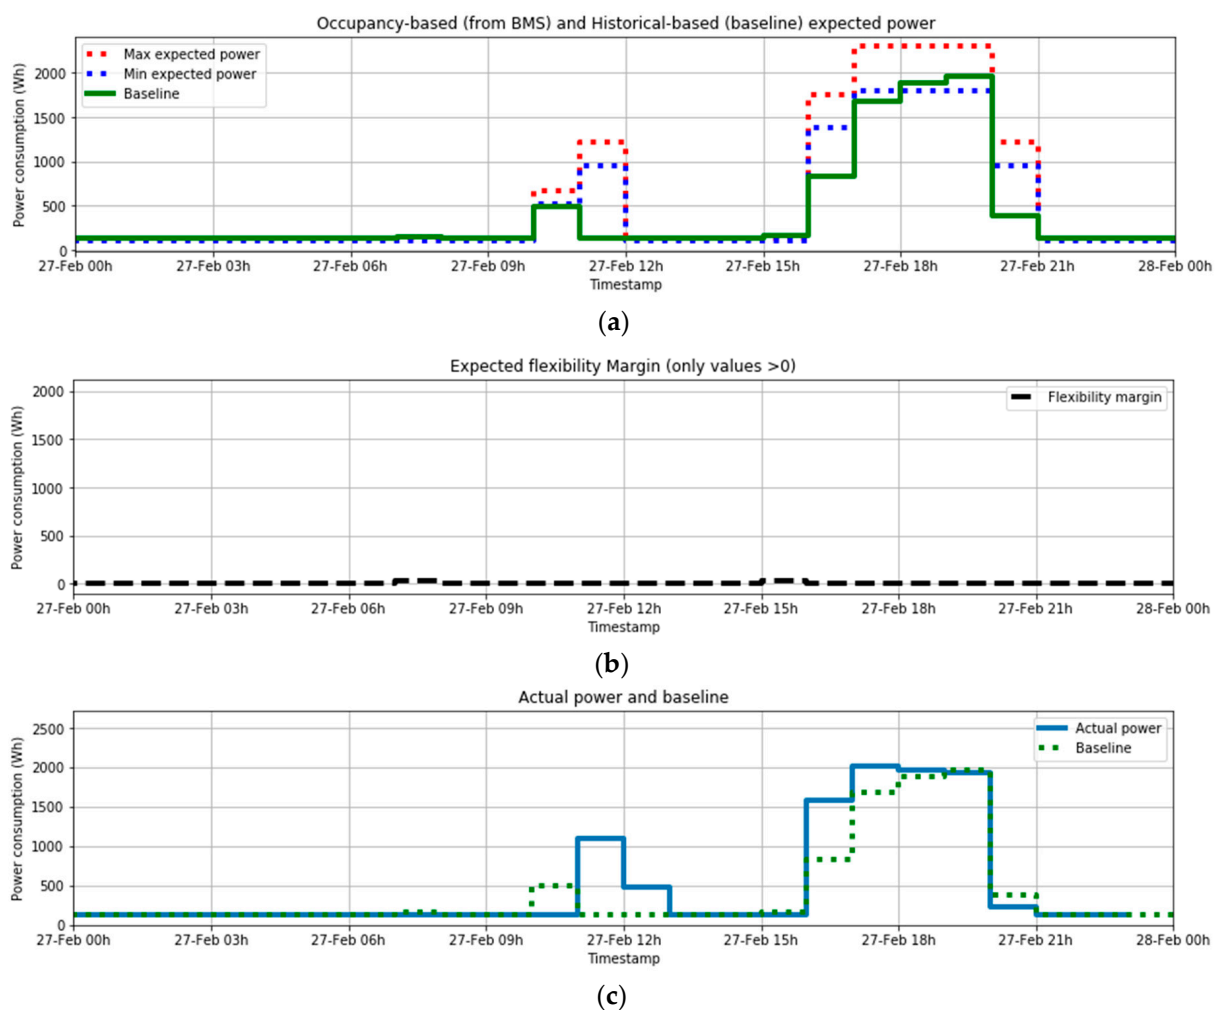 Occupancy-based (from BMS) and Historical-based (baseline) expected power
Max expected power
Min expected power
Baseline
Power consumption (Wh)
2000
1500
1000
500
0
27-Feb 00h 27-Feb 03h 27-Feb 06h 27-Feb 09h 27-Feb 12h 27-Feb 15h 27-Feb 18h 27-Feb 21h 28-Feb 00h
Timestamp
(a)
Expected flexibility Margin (only values >0)
Flexibility margin
Power consumption (Wh)
2000
1500
1000
500
0
27-Feb 00h 27-Feb 03h 27-Feb 06h 27-Feb 09h 27-Feb 12h 27-Feb 15h 27-Feb 18h 27-Feb 21h 28-Feb 00h
Timestamp
(b)
Actual power and baseline
Actual power
Baseline
Power consumption (Wh)
2500
2000
1500
1000
500
0
27-Feb 00h 27-Feb 03h 27-Feb 06h 27-Feb 09h 27-Feb 12h 27-Feb 15h 27-Feb 18h 27-Feb 21h 28-Feb 00h
Timestamp
(c)